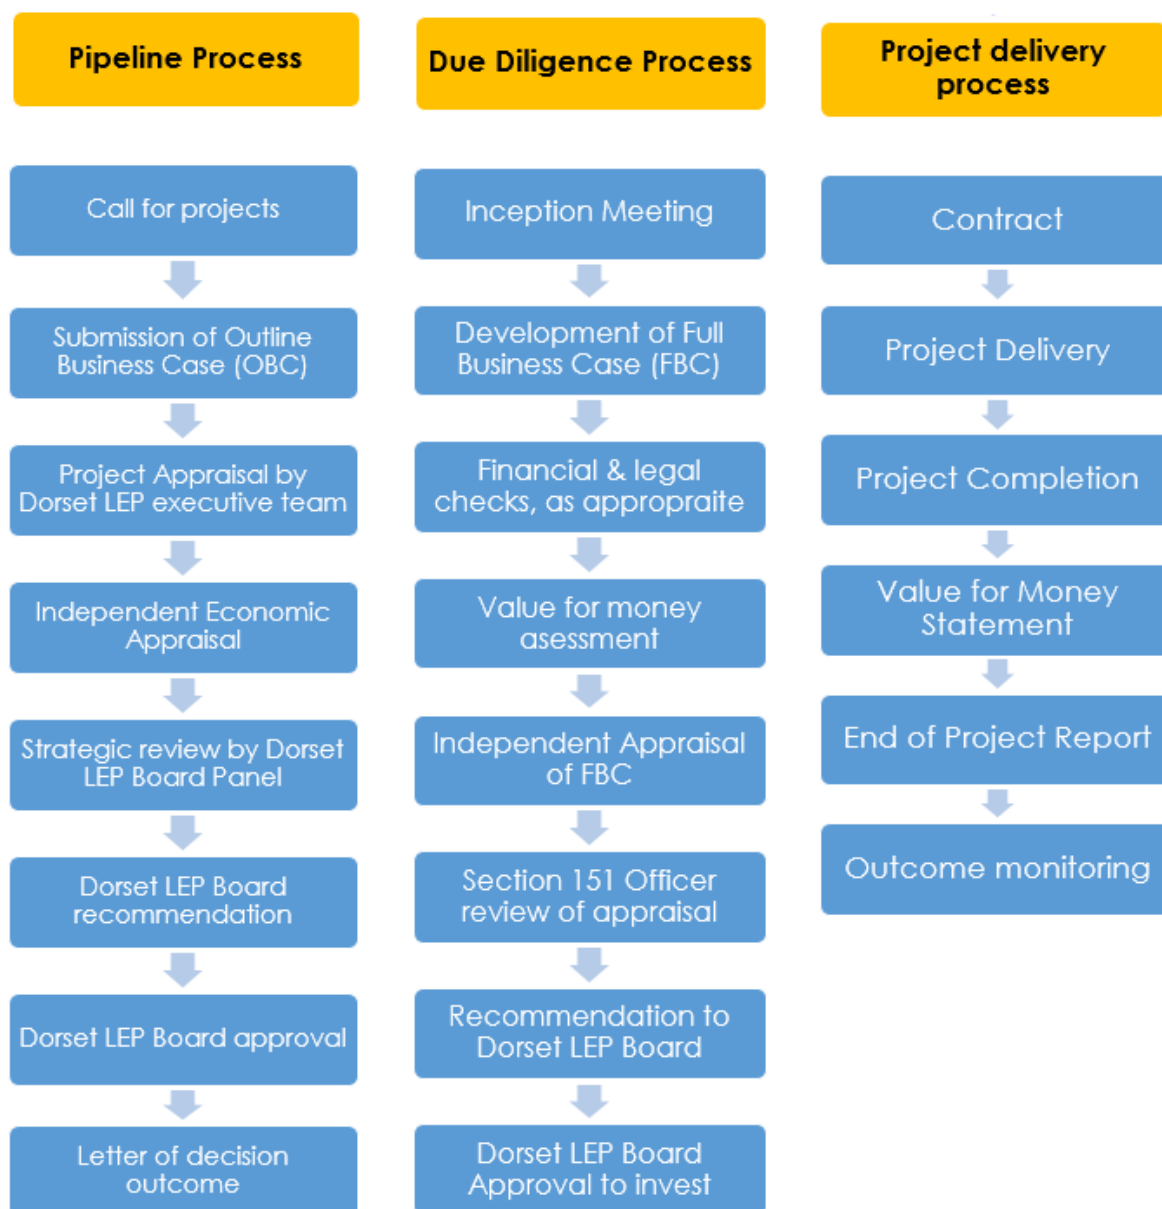 Pipeline Process
Call for projects
Submission of Outline
Business Case (OBC)
Project Appraisal by
Dorset LEP executive team
Independent Economic
Appraisal
Strategic review by Dorset
LEP Board Panel
Dorset LEP Board
recommendation
Dorset LEP Board approval
Letter of decision
outcome
Due Diligence Process
Inception Meeting
Development of Full
Business Case (FBC)
Financial & legal
checks, as appropraite
Value for money
asessment
Independent Appraisal
of FBC
Section 151 Officer
review of appraisal
Recommendation to
Dorset LEP Board
Dorset LEP Board
Approval to invest
Project delivery
process
Contract
Project Delivery
Project Completion
Value for Money
Statement
End of Project Report
Outcome monitoring